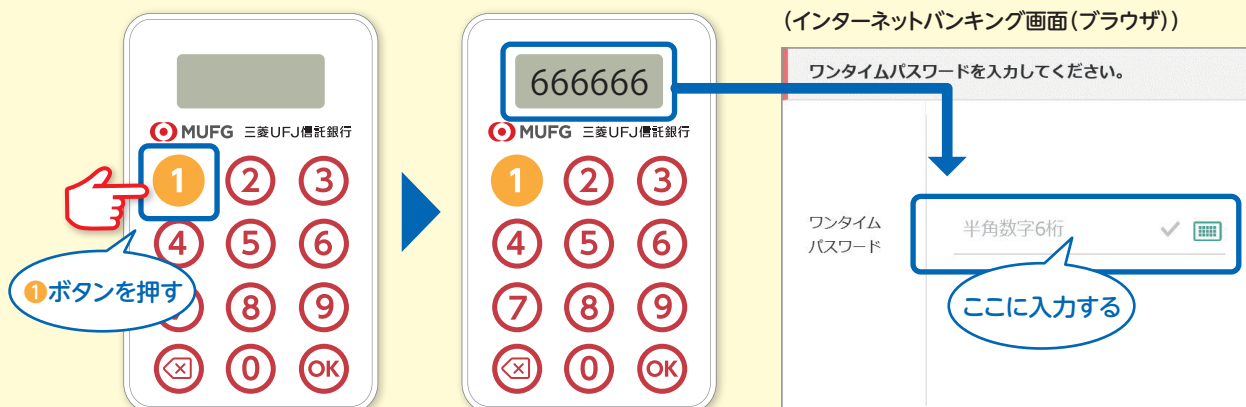 MUFG 三菱UFJ信託銀行
1 2 3
4 5 6
❶ボタンを押す
8 9
0 OK
666666
MUFG 三菱UFJ信託銀行
1 2 3
4 5 6
7 8 9
0 OK
(インターネットバンキング画面(ブラウザ))
ワンタイムパスワードを入力してください。
ワンタイム
パスワード
半角数字6桁
ここに入力する